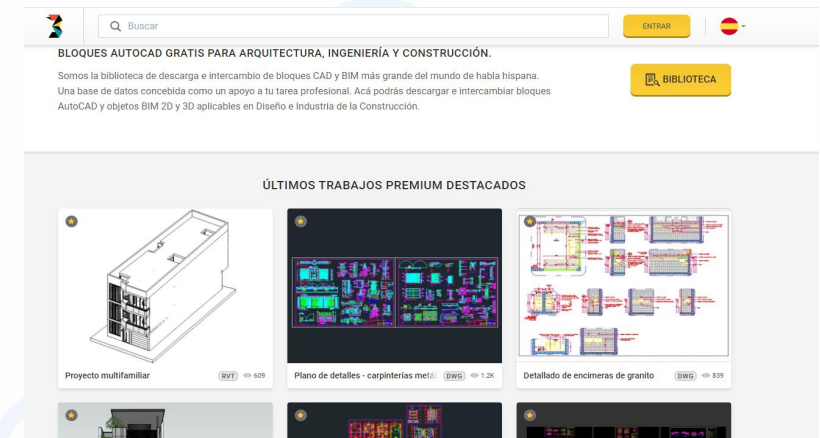 Buscar
ENTRAR
BLOQUES AUTOCAD GRATIS PARA ARQUITECTURA, INGENIERÍA Y CONSTRUCCIÓN.
Somos la biblioteca de descarga e intercambio de bloques CAD y BIM más grande del mundo de habla hispana.
Una base de datos concebida como un apoyo a tu tarea profesional. Acá podrás descargar e intercambiar bloques
AutoCAD y objetos BIM 2D y 3D aplicables en Diseño e Industria de la Construcción.
BIBLIOTECA
ÚLTIMOS TRABAJOS PREMIUM DESTACADOS
Proyecto multifamiliar RVT 609
Plano de detalles - carpinterías metál DWG 1.2K
Detallado de encimeras de granito DWG 839